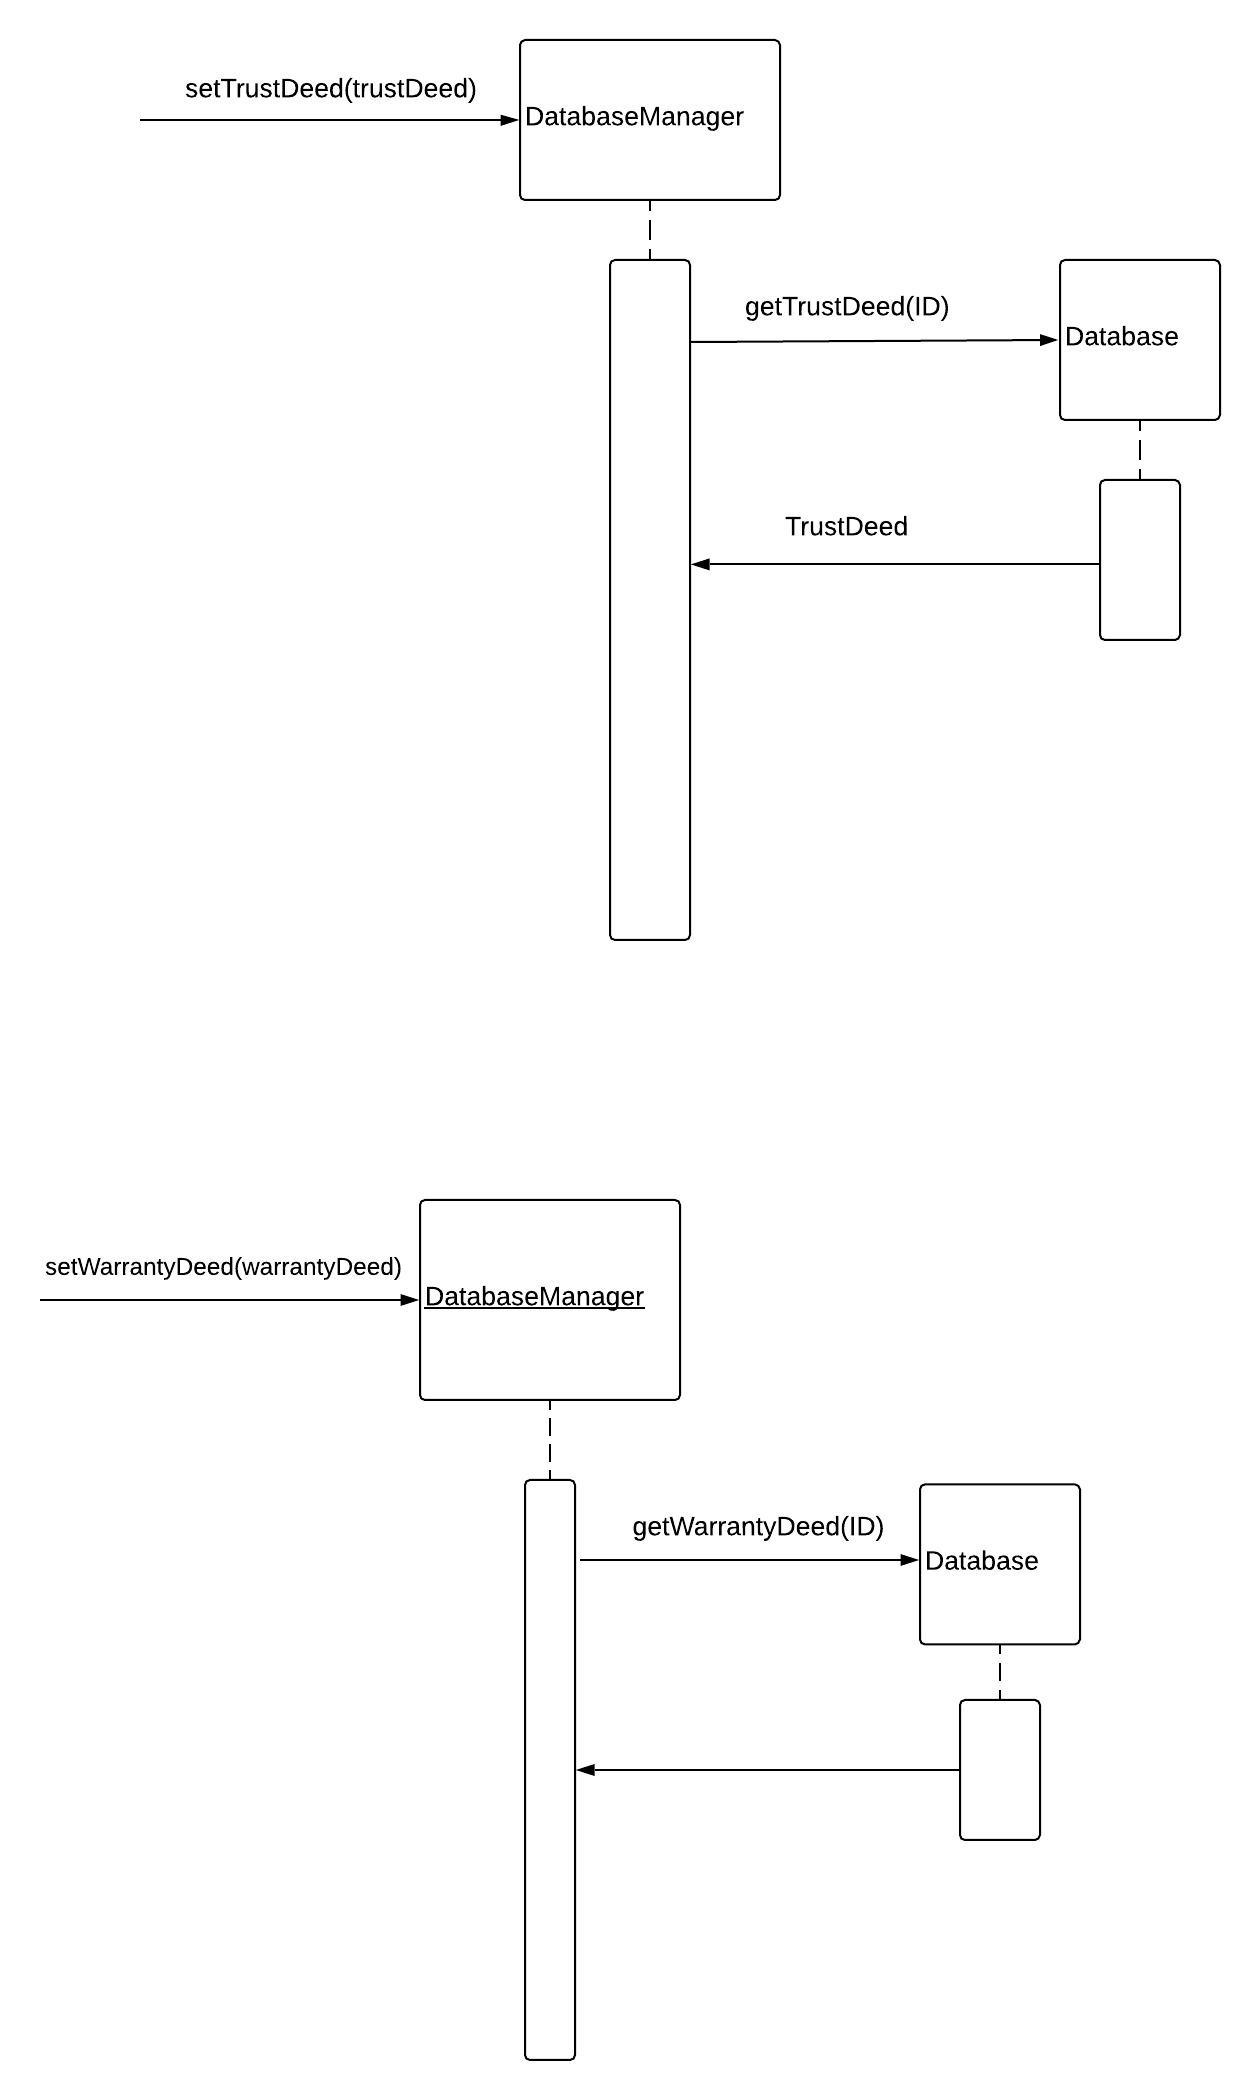 setTrustDeed(trustDeed)
DatabaseManager
getTrustDeed(ID)
Database
TrustDeed
setWarrantyDeed(warrantyDeed)
DatabaseManager
getWarrantyDeed(ID)
Database